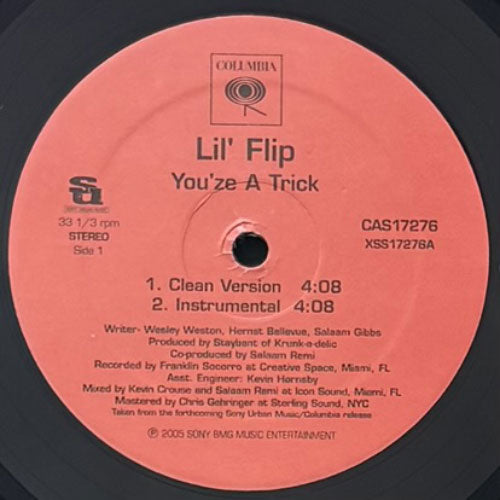 COLUMBIA
Lil' Flip
You'ze A Trick
33 1/3 rpm
STEREO
Side 1
CAS17276
XSS17276A
1. Clean Version 4:08
2. Instrumental 4:08
Writer- Wesley Weston, Hernst Bellevue, Salaam Gibbs
Produced by Staybent of Krunk-a-delic
Co-produced by Salaam Remi
Recorded by Franklin Socorro at Creative Space, Miami, FL
Asst. Engineer: Kevin Hornsby
Mixed by Kevin Crouse and Salaam Remi at Icon Sound, Miami, FL
Mastered by Chris Gehringer at Sterling Sound, NYC
Taken from the forthcoming Sony Urban Music/Columbia release
℗ 2005 SONY BMG MUSIC ENTERTAINMENT